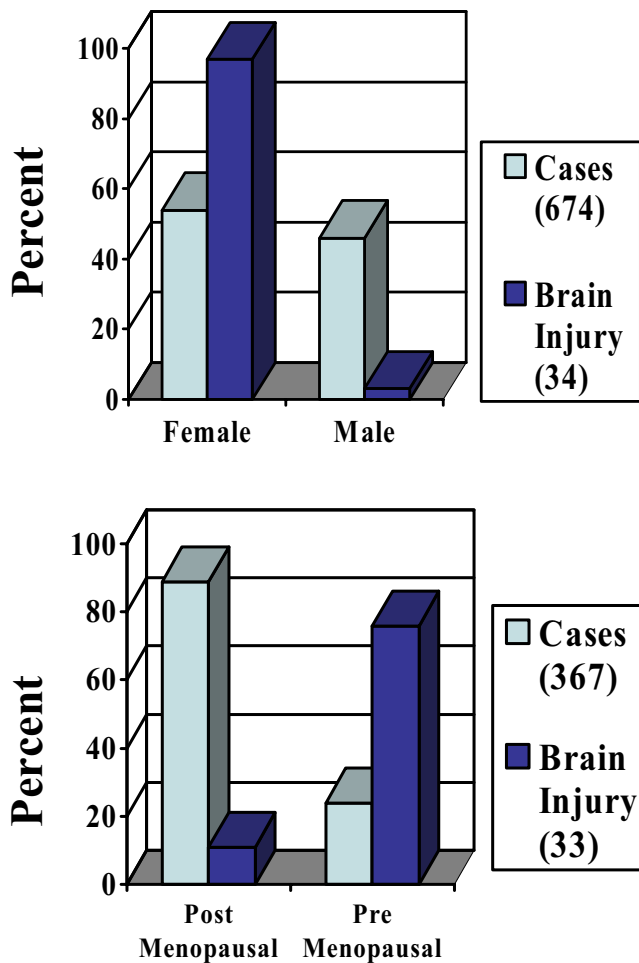 Percent
100
80
60
40
20
0
Female Male
Cases
(674)
Brain
Injury
(34)
Percent
100
80
60
40
20
0
Post Pre
Menopausal Menopausal
Cases
(367)
Brain
Injury
(33)